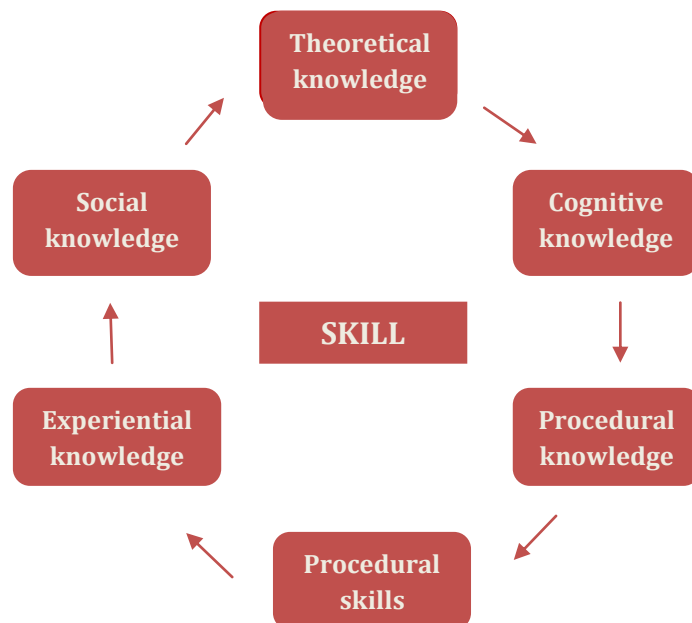 Theoretical
knowledge
Social
knowledge
Cognitive
knowledge
SKILL
Experiential
knowledge
Procedural
knowledge
Procedural
skills